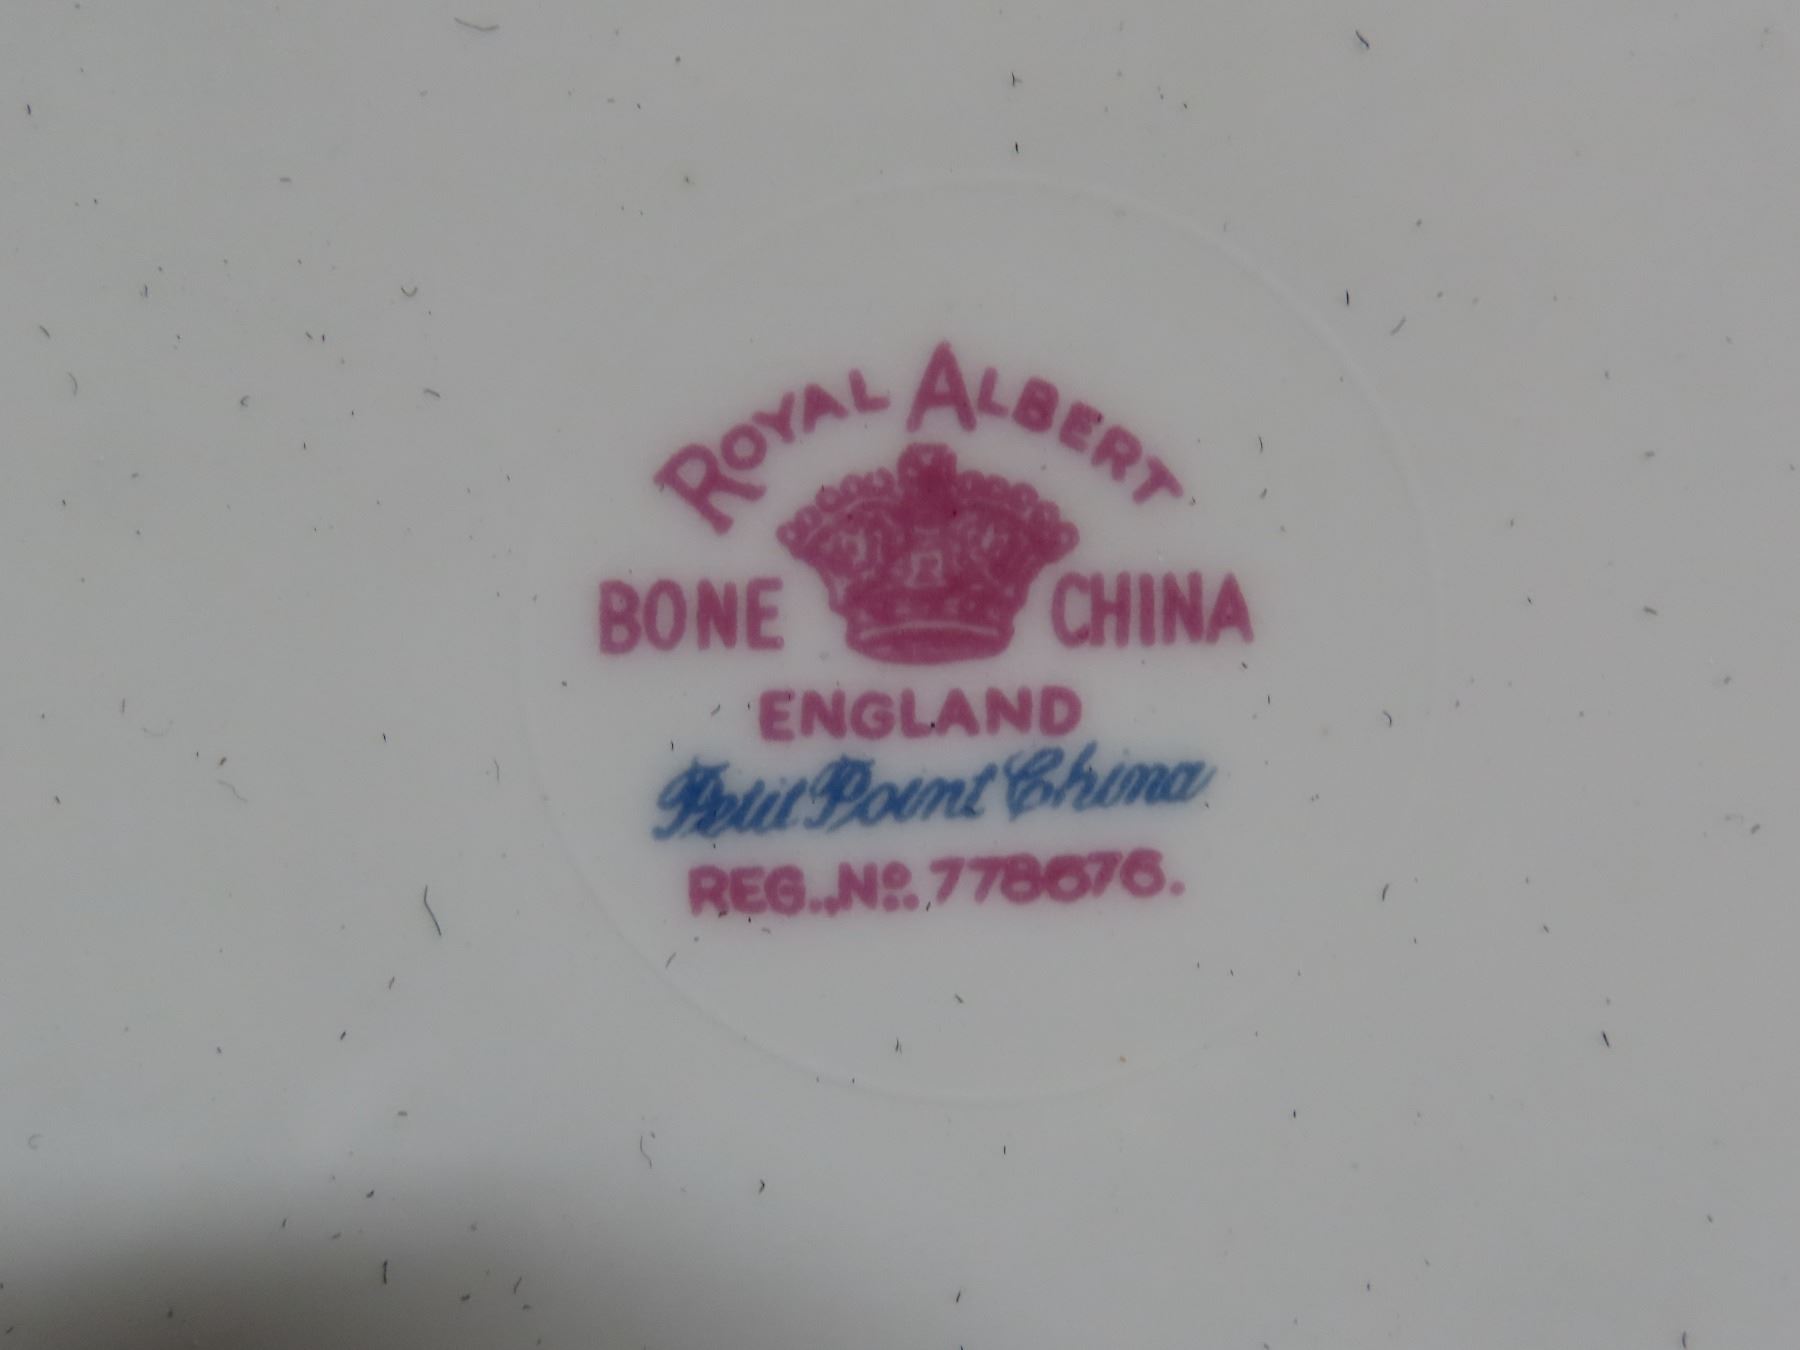 ROYAL ALBERT
BONE CHINA
ENGLAND
Petit Point China
REG., No. 778676.